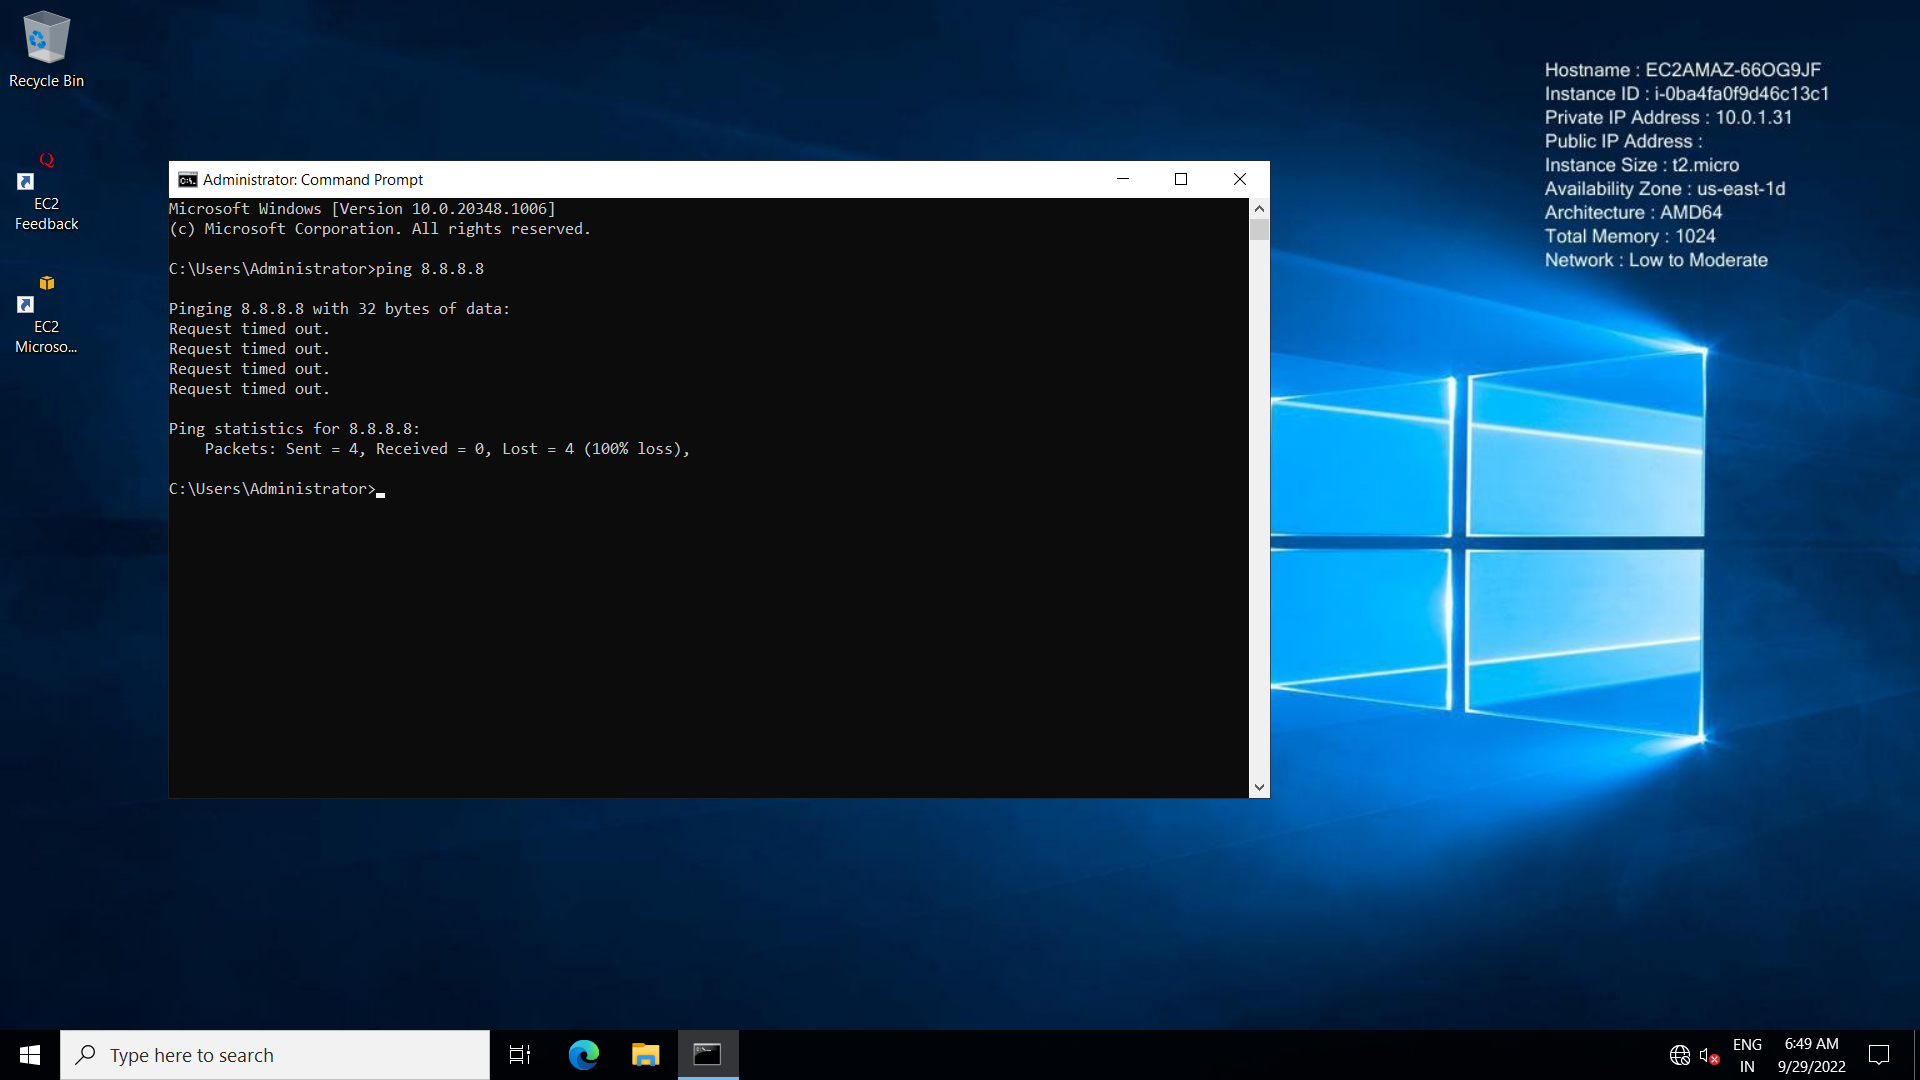 Recycle Bin
EC2
Feedback
EC2
Microso...
Hostname : EC2AMAZ-66OG9JF
Instance ID : i-0ba4fa0f9d46c13c1
Private IP Address : 10.0.1.31
Public IP Address :
Instance Size : t2.micro
Availability Zone : us-east-1d
Architecture : AMD64
Total Memory : 1024
Network : Low to Moderate
Administrator: Command Prompt
Microsoft Windows [Version 10.0.20348.1006]
(c) Microsoft Corporation. All rights reserved.
C:\Users\Administrator>ping 8.8.8.8
Pinging 8.8.8.8 with 32 bytes of data:
Request timed out.
Request timed out.
Request timed out.
Request timed out.
Ping statistics for 8.8.8.8:
    Packets: Sent = 4, Received = 0, Lost = 4 (100% loss),
C:\Users\Administrator>
Type here to search
ENG
IN
6:49 AM
9/29/2022